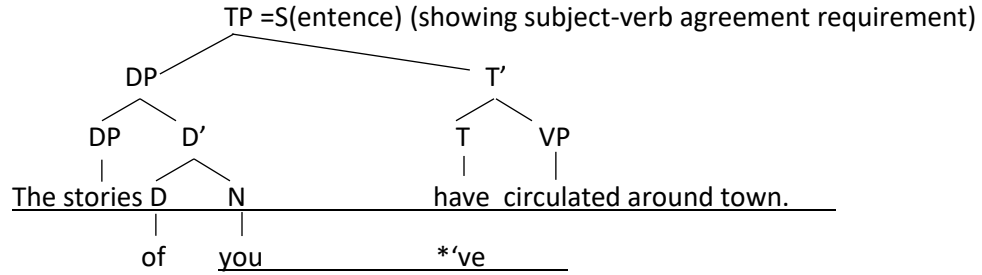 TP =S(entence) (showing subject-verb agreement requirement)
DP T’
DP D’ T VP
The stories D N have circulated around town.
of you *‘ve